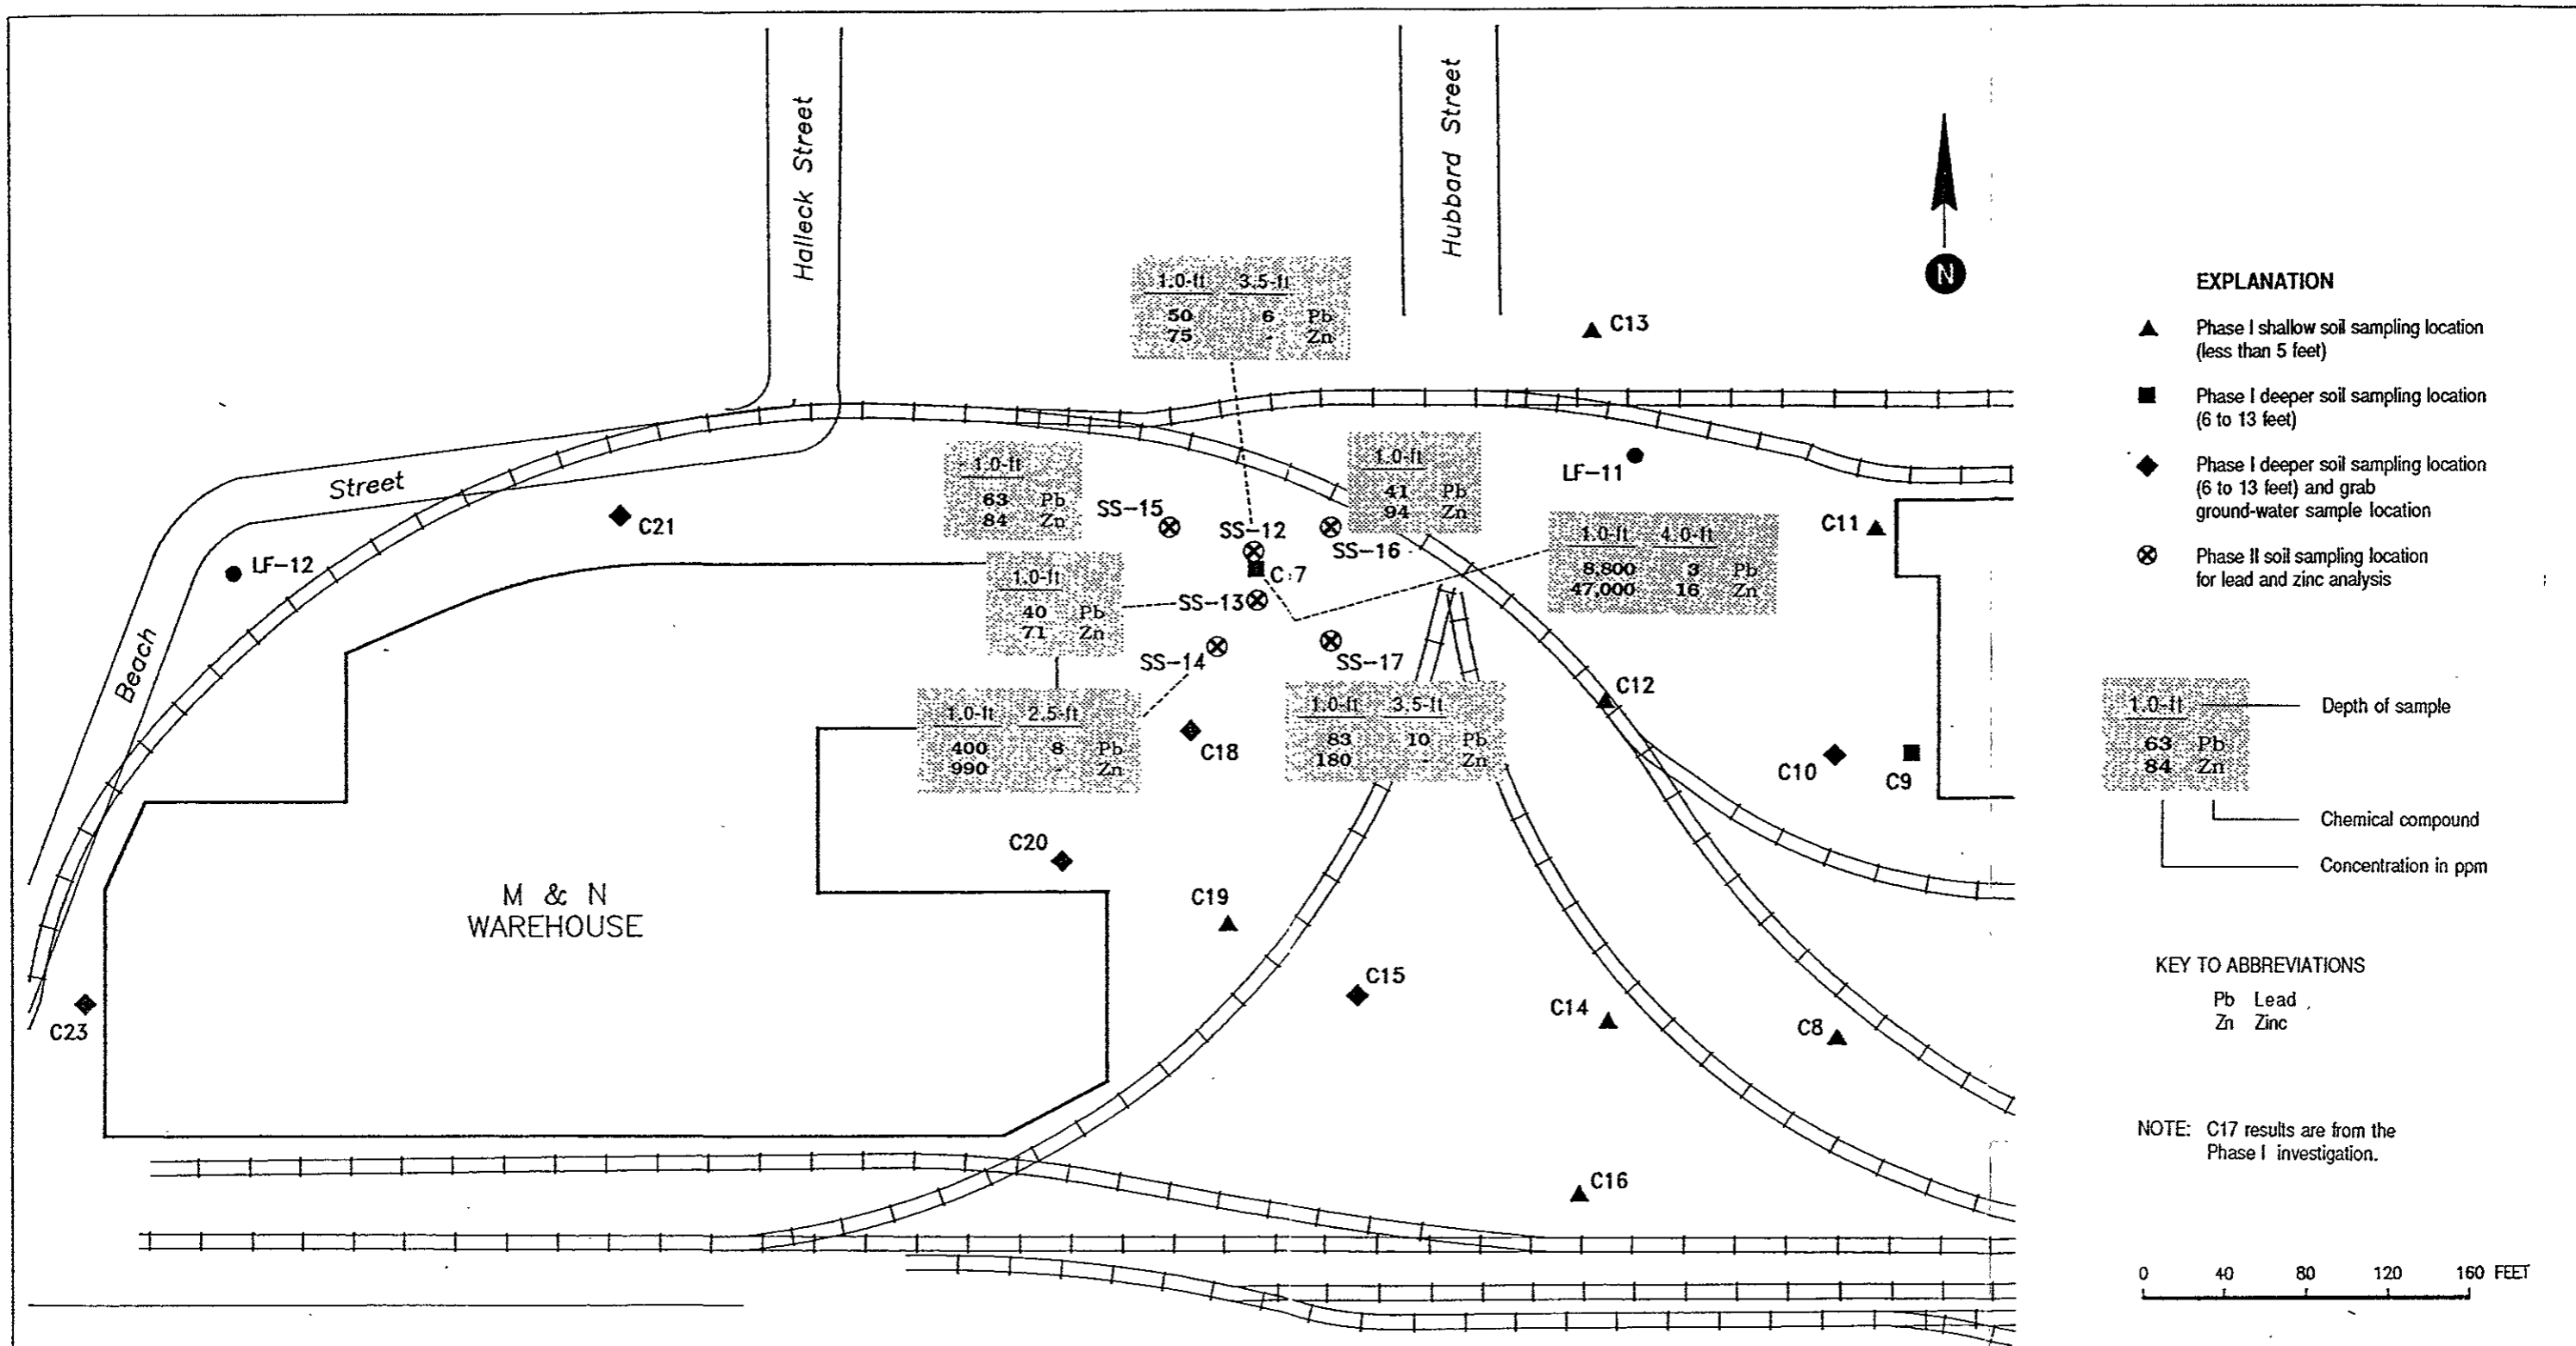 Halleck Street
Hubbard Street
N
1.0-ft 3.5-ft
50 6 Pb
75 - Zn
C13
1.0-ft
63 Pb
84 Zn
1.0-ft
41 Pb
94 Zn
LF-11
Street
C21
SS-15
SS-12
SS-16
C11
1.0-ft 4.0-ft
8,800 3 Pb
47,000 16 Zn
LF-12
C:7
1.0-ft
40 Pb
71 Zn
SS-13
SS-14
SS-17
Beach
C12
1.0-ft 2.5-ft
400 8 Pb
990 - Zn
C18
1.0-ft 3.5-ft
83 10 Pb
180 - Zn
C10
C9
C20
M & N
WAREHOUSE
C19
C15
C14
C8
C23
C16
EXPLANATION
Phase I shallow soil sampling location
(less than 5 feet)
Phase I deeper soil sampling location
(6 to 13 feet)
Phase I deeper soil sampling location
(6 to 13 feet) and grab
ground-water sample location
Phase II soil sampling location
for lead and zinc analysis
1.0-ft
63 Pb
84 Zn
Depth of sample
Chemical compound
Concentration in ppm
KEY TO ABBREVIATIONS
Pb Lead
Zn Zinc
NOTE: C17 results are from the
Phase I investigation.
0 40 80 120 160 FEET